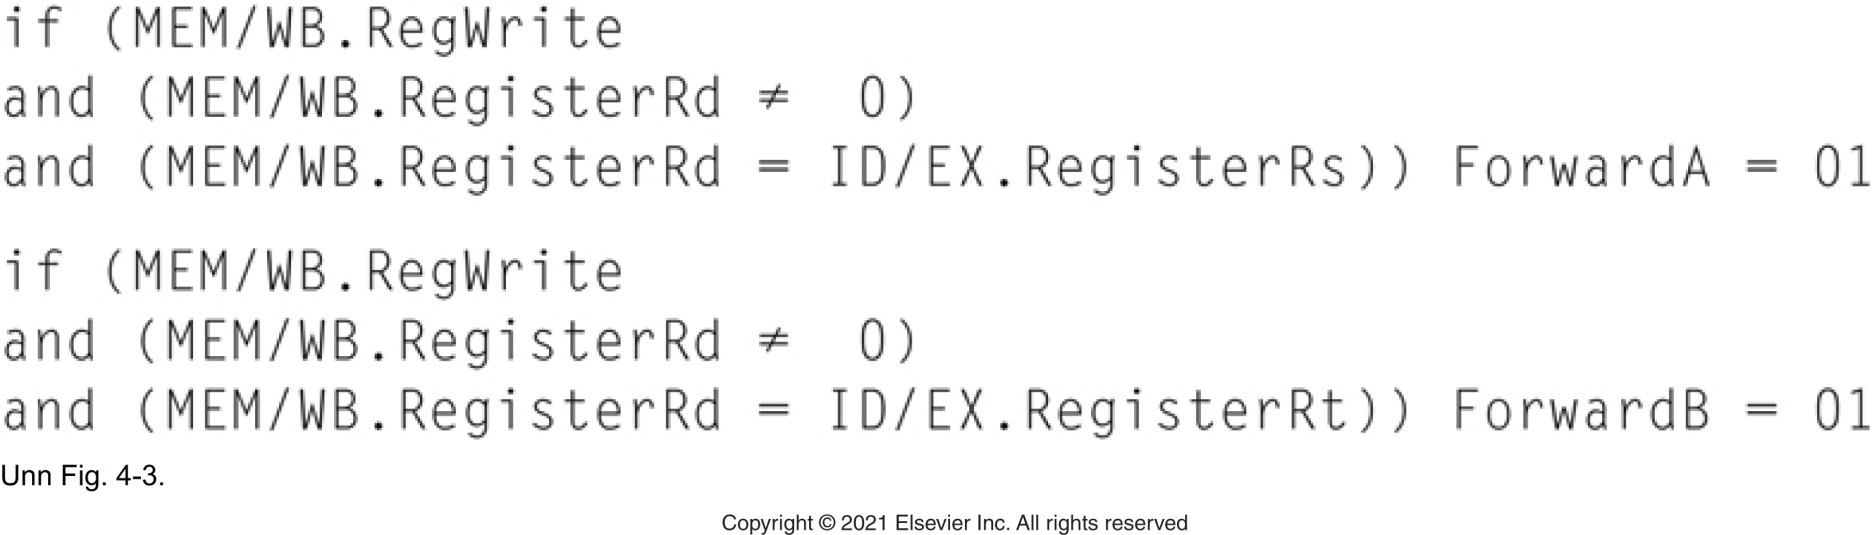 if (MEM/WB.RegWrite
and (MEM/WB.RegisterRd ≠ 0)
and (MEM/WB.RegisterRd = ID/EX.RegisterRs)) ForwardA = 01
if (MEM/WB.RegWrite
and (MEM/WB.RegisterRd ≠ 0)
and (MEM/WB.RegisterRd = ID/EX.RegisterRt)) ForwardB = 01
Unn Fig. 4-3.
Copyright © 2021 Elsevier Inc. All rights reserved